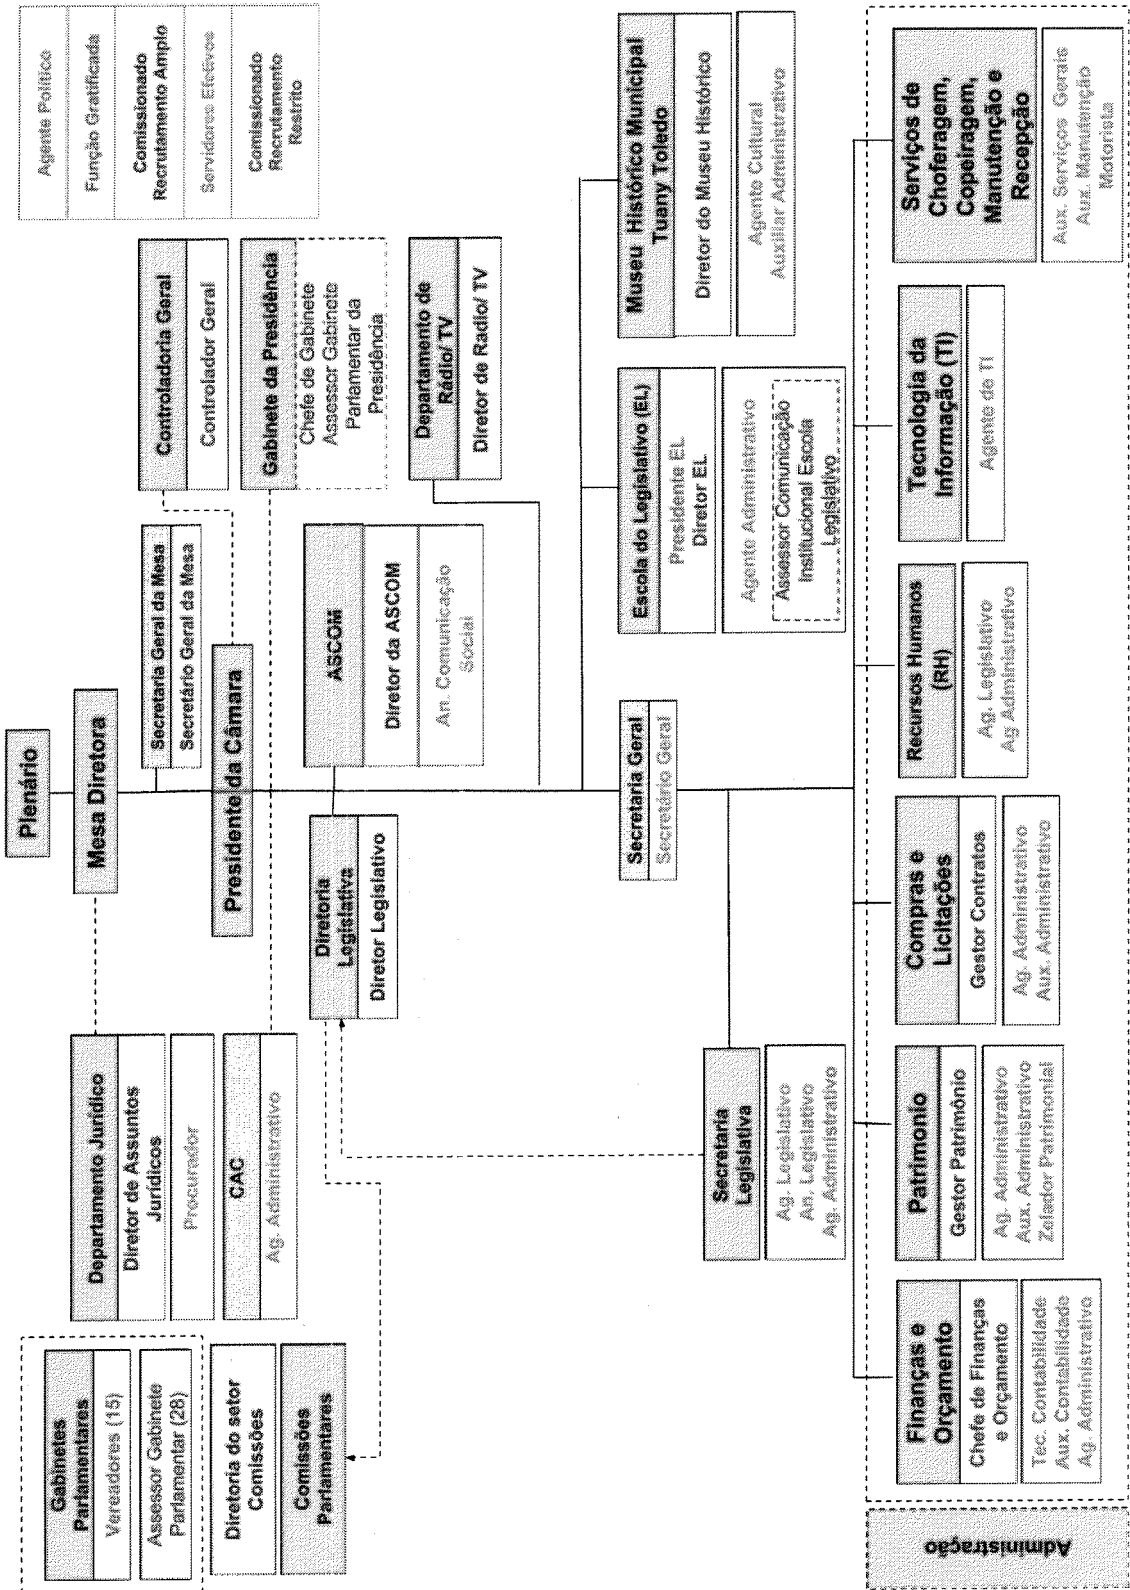 Plenário
Mesa Diretora
Secretaria Geral da Mesa
Secretário Geral da Mesa
Presidente da Câmara
Agente Político
Função Gratificada
Comissionado
Recrutamento Amplo
Servidores Efetivos
Comissionado
Recrutamento
Restrito
Gabinetes
Parlamentares
Vereadores (15)
Assessor Gabinete
Parlamentar (28)
Diretoria do setor
Comissões
Comissões
Parlamentares
Departamento Jurídico
Diretor de Assuntos
Jurídicos
Procurador
CAC
Ag. Administrativo
Controladoria Geral
Controlador Geral
Gabinete da Presidência
Chefe de Gabinete
Assessor Gabinete
Parlamentar da
Presidência
Diretoria
Legislativa
Diretor Legislativo
ASCOM
Diretor da ASCOM
An. Comunicação
Social
Departamento de
Rádio/ TV
Diretor de Radio/ TV
Secretaria Geral
Secretário Geral
Escola do Legislativo (EL)
Presidente EL
Diretor EL
Agente Administrativo
Assessor Comunicação
Institucional Escola
Legislativo
Museu Histórico Municipal
Tuany Toledo
Diretor do Museu Histórico
Agente Cultural
Auxiliar Administrativo
Secretaria
Legislativa
Ag. Legislativo
An. Legislativo
Ag. Administrativo
Administração
Finanças e
Orçamento
Chefe de Finanças
e Orçamento
Tec. Contabilidade
Aux. Contabilidade
Ag. Administrativo
Patrimonio
Gestor Patrimônio
Ag. Administrativo
Aux. Administrativo
Zelador Patrimonial
Compras e
Licitações
Gestor Contratos
Ag. Administrativo
Aux. Administrativo
Recursos Humanos
(RH)
Ag. Legislativo
Ag Administrativo
Tecnologia da
Informação (TI)
Agente de TI
Serviços de
Choferagem,
Copeiragem,
Manutenção e
Recepção
Aux. Serviços Gerais
Aux. Manutenção
Motorista